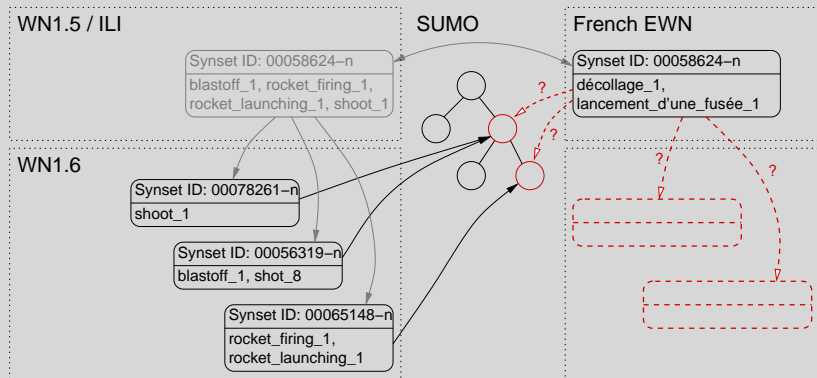 WN1.5 / ILI
SUMO
French EWN
Synset ID: 00058624−n
blastoff_1, rocket_firing_1,
rocket_launching_1, shoot_1
Synset ID: 00058624−n
décollage_1,
lancement_d'une_fusée_1
?
?
?
?
WN1.6
Synset ID: 00078261−n
shoot_1
Synset ID: 00056319−n
blastoff_1, shot_8
Synset ID: 00065148−n
rocket_firing_1,
rocket_launching_1